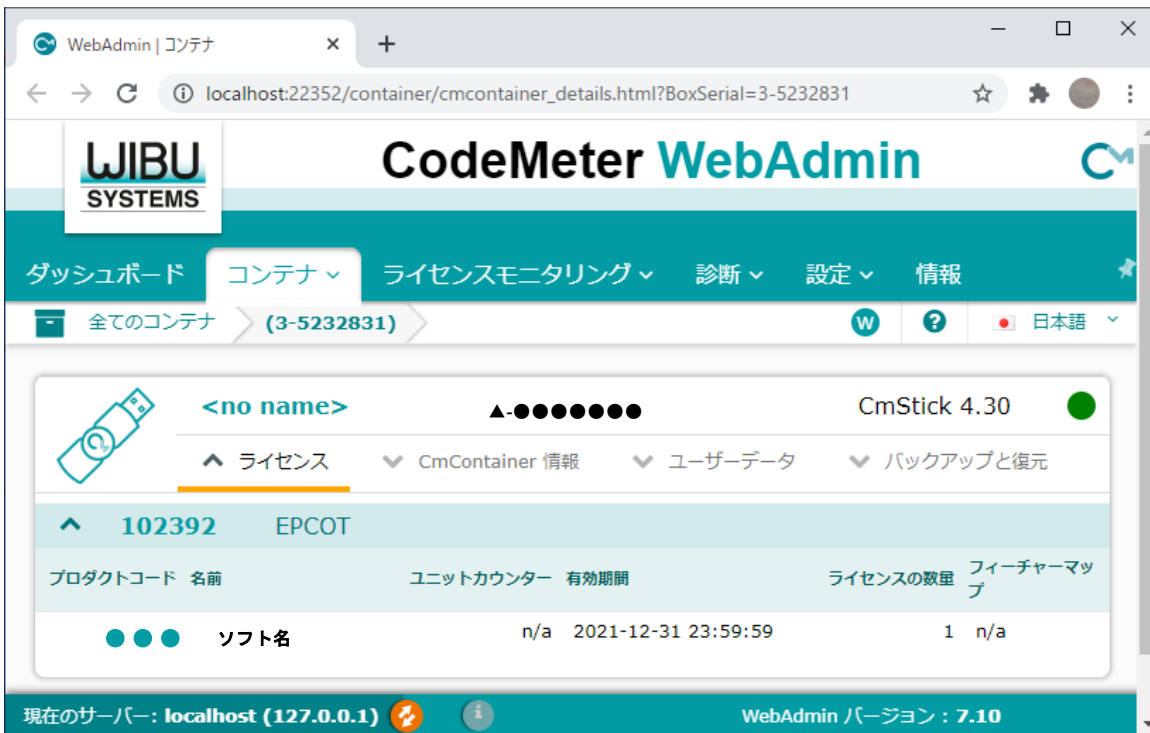 WebAdmin | コンテナ
localhost:22352/container/cmcontainer_details.html?BoxSerial=3-5232831
WIBU
SYSTEMS
CodeMeter WebAdmin
CM
ダッシュボード コンテナ ライセンスモニタリング 診断 設定 情報
全てのコンテナ (3-5232831) W ? 日本語
<no name> ▲-●●●●●●● CmStick 4.30
ライセンス CmContainer 情報 ユーザーデータ バックアップと復元
102392 EPCOT
プロダクトコード 名前 ユニットカウンター 有効期間 ライセンスの数量 フィーチャーマッ
プ
●●● ソフト名 n/a 2021-12-31 23:59:59 1 n/a
現在のサーバー: localhost (127.0.0.1) i WebAdmin バージョン : 7.10